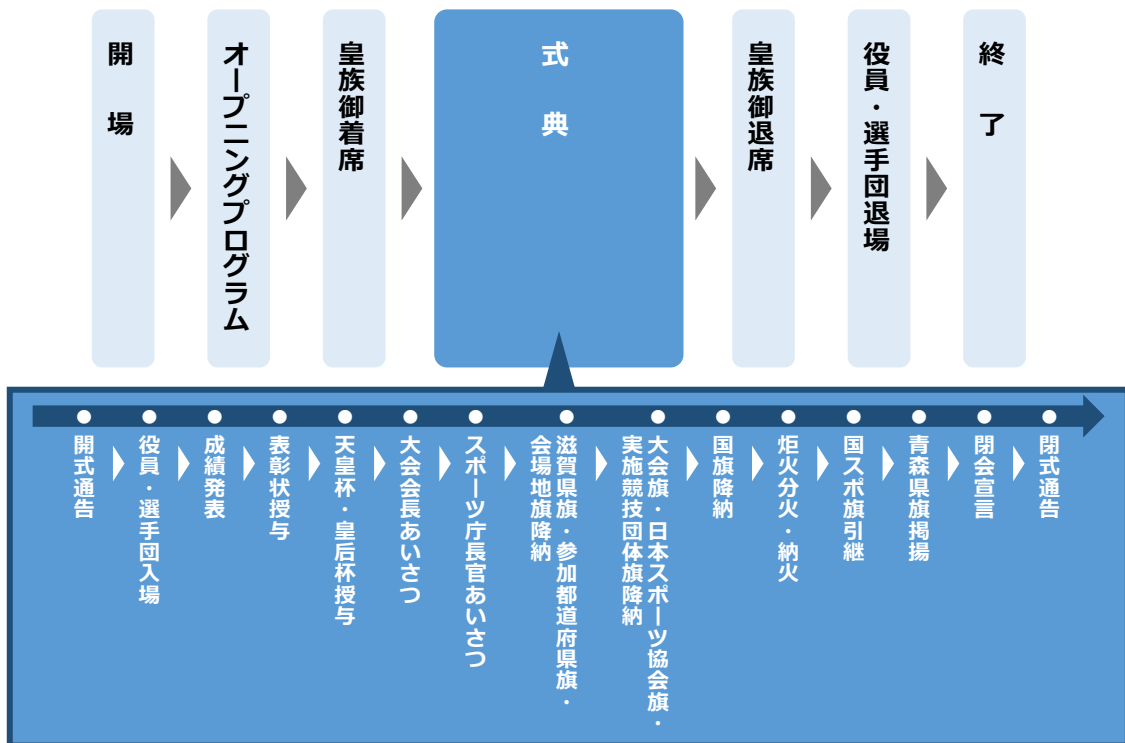 開場
オープニングプログラム
皇族御着席
式典
皇族御退席
役員・選手団退場
終了
開式通告
役員・選手団入場
成績発表
表彰状授与
天皇杯・皇后杯授与
大会会長あいさつ
スポーツ庁長官あいさつ
滋賀県旗・参加都道府県旗・
会場地旗降納
大会旗・日本スポーツ協会旗・
実施競技団体旗降納
国旗降納
炬火分火・納火
国スポ旗引継
青森県旗掲揚
閉会宣言
閉式通告